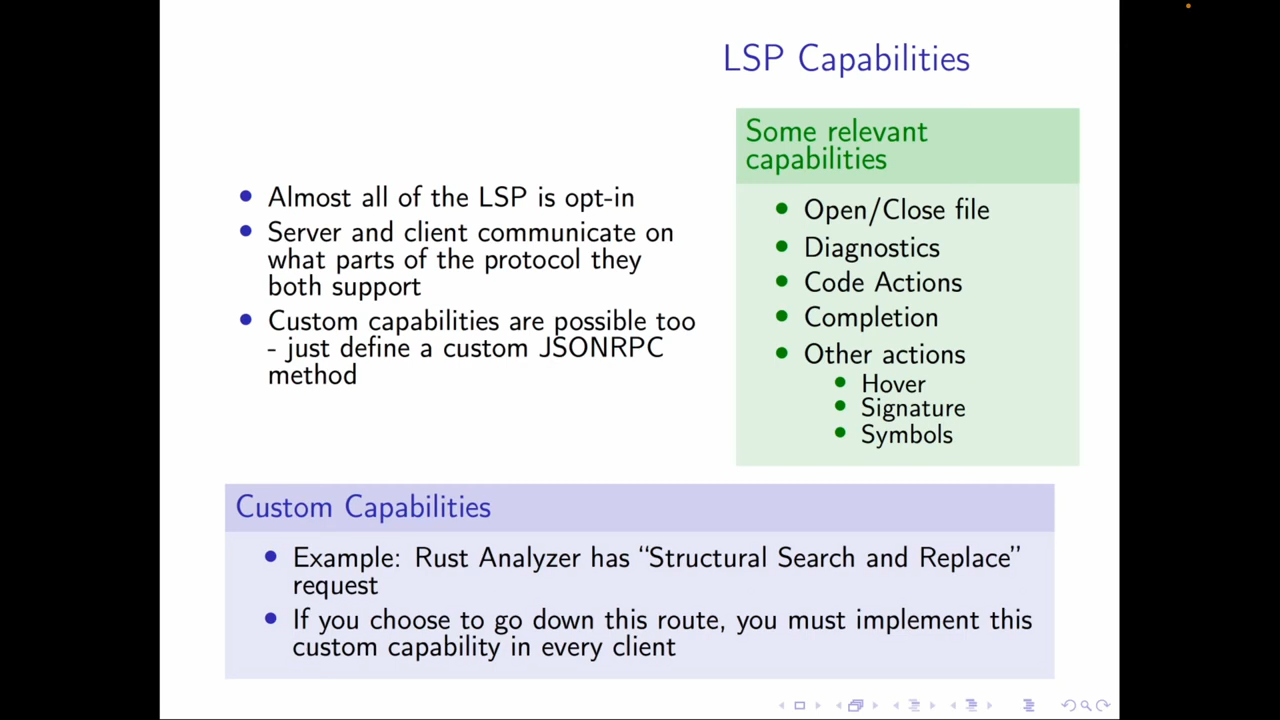 LSP Capabilities
• Almost all of the LSP is opt-in
• Server and client communicate on
what parts of the protocol they
both support
• Custom capabilities are possible too
- just define a custom JSONRPC
method
Some relevant
capabilities
• Open/Close file
• Diagnostics
• Code Actions
• Completion
• Other actions
• Hover
• Signature
• Symbols
Custom Capabilities
• Example: Rust Analyzer has “Structural Search and Replace”
request
• If you choose to go down this route, you must implement this
custom capability in every client